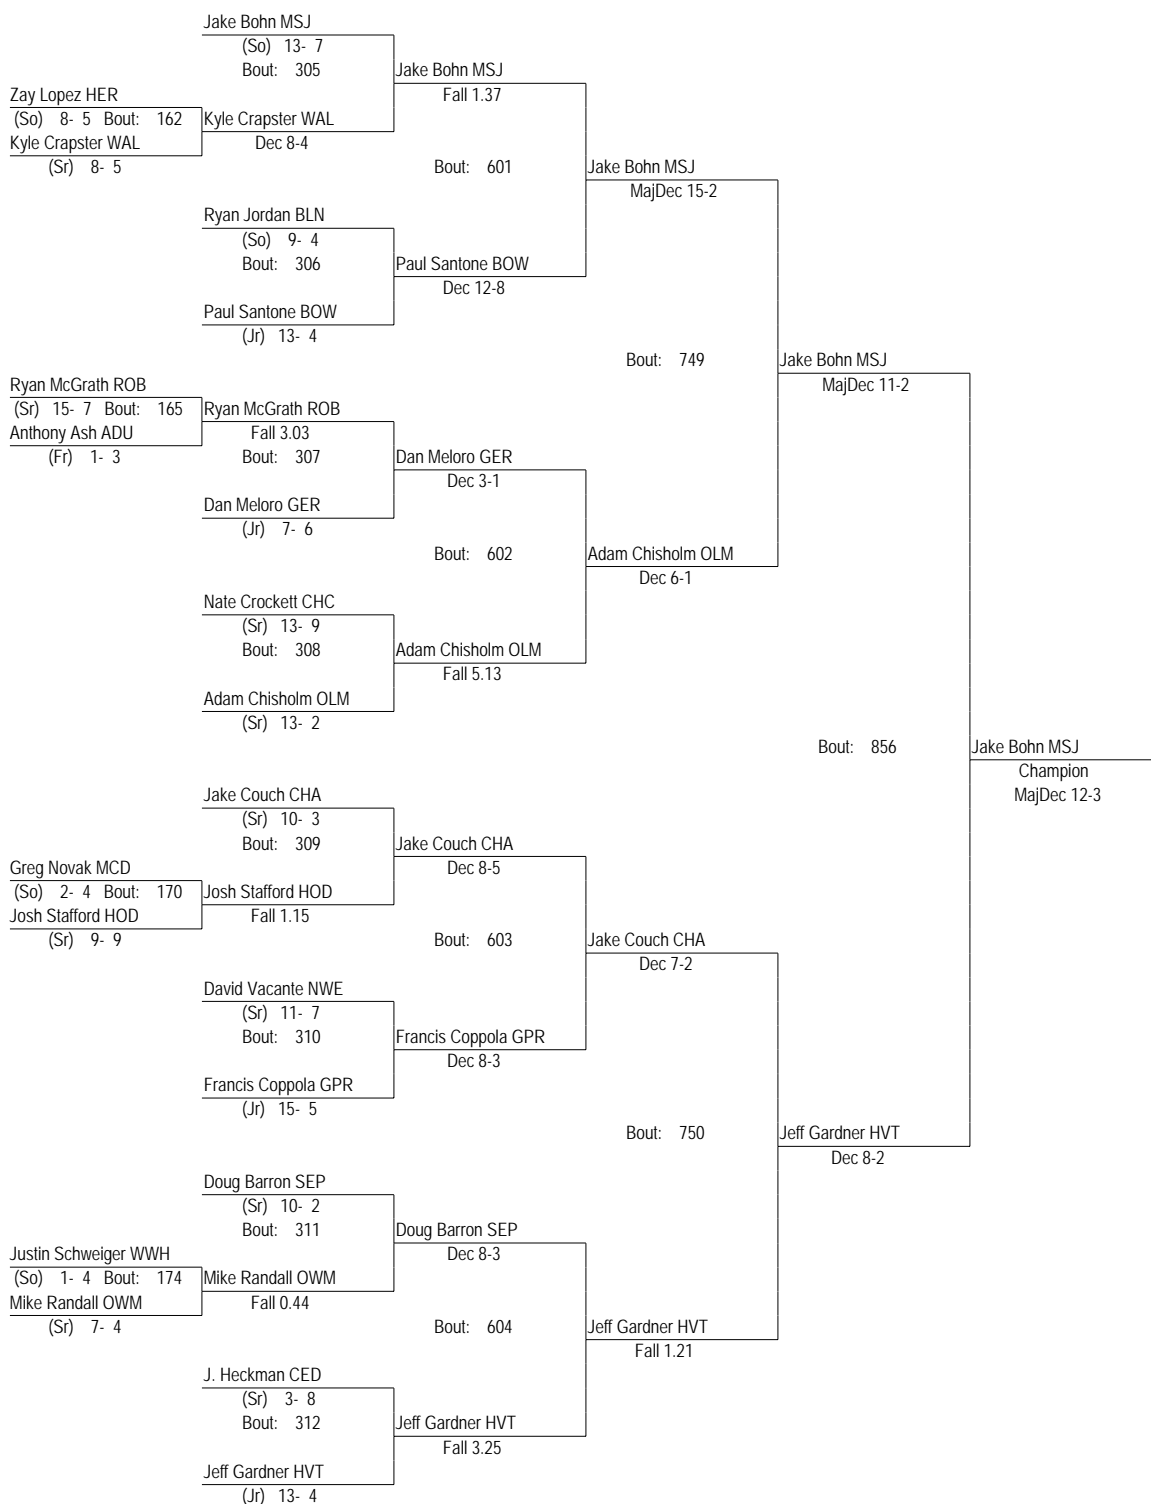 Jake Bohn MSJ
(So) 13- 7
Bout: 305
Jake Bohn MSJ
Fall 1.37
Zay Lopez HER
(So) 8- 5 Bout: 162
Kyle Crapster WAL
Dec 8-4
Kyle Crapster WAL
(Sr) 8- 5
Bout: 601
Jake Bohn MSJ
MajDec 15-2
Ryan Jordan BLN
(So) 9- 4
Bout: 306
Paul Santone BOW
Dec 12-8
Paul Santone BOW
(Jr) 13- 4
Bout: 749
Jake Bohn MSJ
MajDec 11-2
Ryan McGrath ROB
(Sr) 15- 7 Bout: 165
Ryan McGrath ROB
Fall 3.03
Anthony Ash ADU
(Fr) 1- 3
Bout: 307
Dan Meloro GER
Dec 3-1
Dan Meloro GER
(Jr) 7- 6
Bout: 602
Adam Chisholm OLM
Dec 6-1
Nate Crockett CHC
(Sr) 13- 9
Bout: 308
Adam Chisholm OLM
Fall 5.13
Adam Chisholm OLM
(Sr) 13- 2
Bout: 856
Jake Bohn MSJ
Champion
MajDec 12-3
Jake Couch CHA
(Sr) 10- 3
Bout: 309
Jake Couch CHA
Dec 8-5
Greg Novak MCD
(So) 2- 4 Bout: 170
Josh Stafford HOD
Fall 1.15
Josh Stafford HOD
(Sr) 9- 9
Bout: 603
Jake Couch CHA
Dec 7-2
David Vacante NWE
(Sr) 11- 7
Bout: 310
Francis Coppola GPR
Dec 8-3
Francis Coppola GPR
(Jr) 15- 5
Bout: 750
Jeff Gardner HVT
Dec 8-2
Doug Barron SEP
(Sr) 10- 2
Bout: 311
Doug Barron SEP
Dec 8-3
Justin Schweiger WWH
(So) 1- 4 Bout: 174
Mike Randall OWM
Fall 0.44
Mike Randall OWM
(Sr) 7- 4
Bout: 604
Jeff Gardner HVT
Fall 1.21
J. Heckman CED
(Sr) 3- 8
Bout: 312
Jeff Gardner HVT
Fall 3.25
Jeff Gardner HVT
(Jr) 13- 4